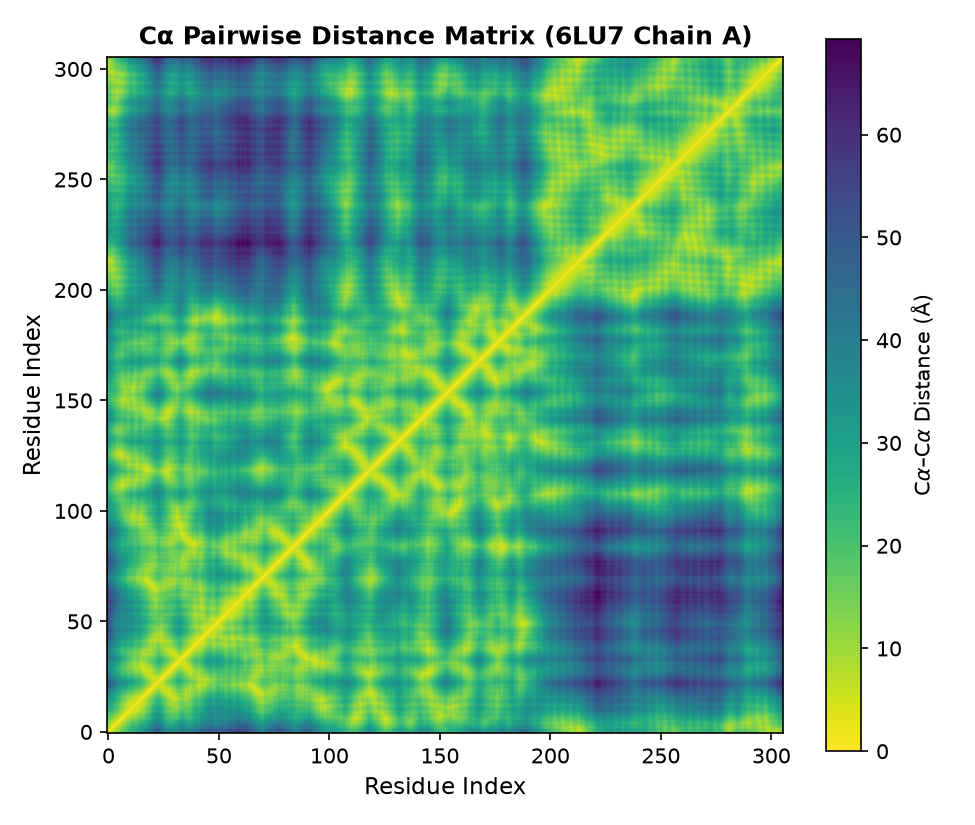 Cα Pairwise Distance Matrix (6LU7 Chain A)
300
250
200
150
100
50
0
Residue Index
0 50 100 150 200 250 300
Residue Index
60
50
40
30
20
10
0
Cα–Cα Distance (Å)